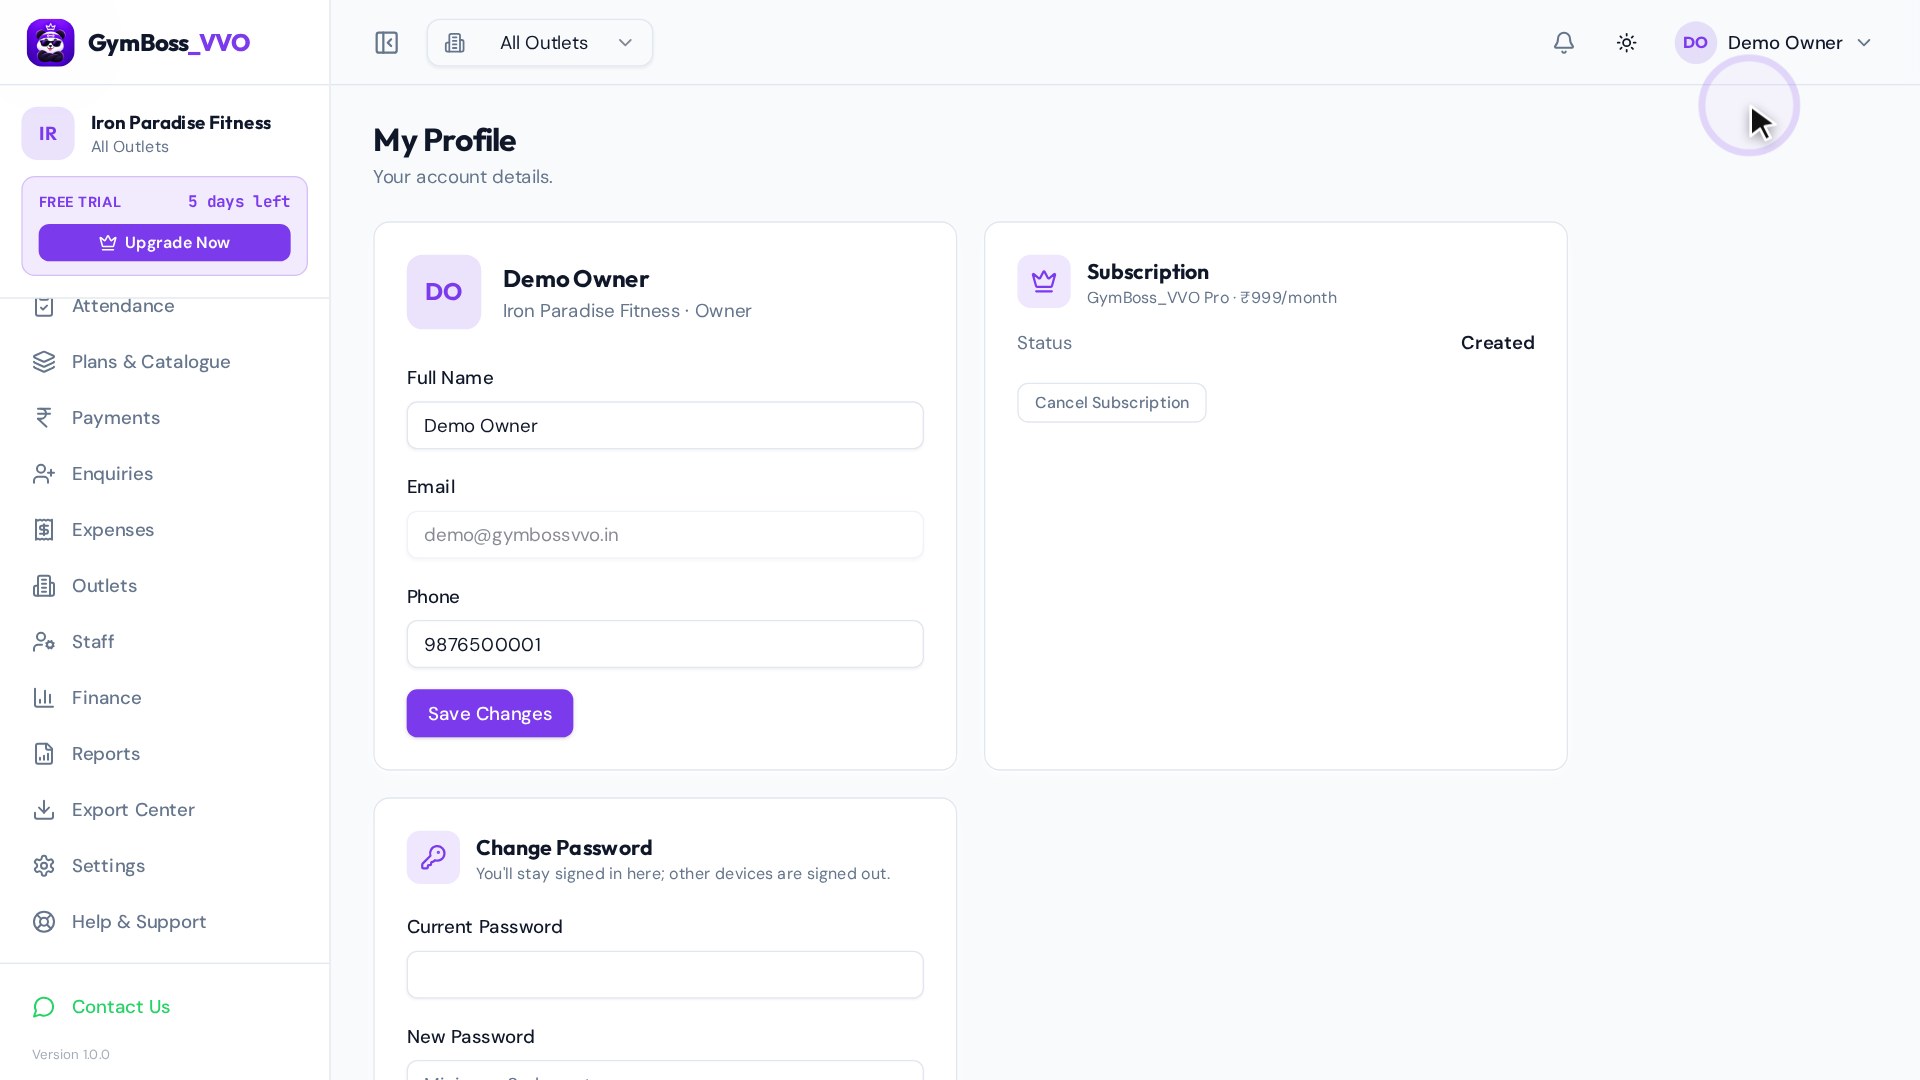 GymBoss_VVO
All Outlets
DO Demo Owner
IR
Iron Paradise Fitness
All Outlets
FREE TRIAL 5 days left
Upgrade Now
Attendance
Plans & Catalogue
Payments
Enquiries
Expenses
Outlets
Staff
Finance
Reports
Export Center
Settings
Help & Support
Contact Us
Version 1.0.0
My Profile
Your account details.
DO
Demo Owner
Iron Paradise Fitness · Owner
Full Name
Demo Owner
Email
demo@gymbossvvo.in
Phone
9876500001
Save Changes
Subscription
GymBoss_VVO Pro · ₹999/month
Status Created
Cancel Subscription
Change Password
You'll stay signed in here; other devices are signed out.
Current Password
New Password